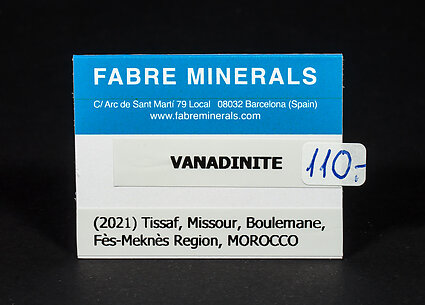 FABRE MINERALS
C/ Arc de Sant Martí 79 Local 08032 Barcelona (Spain)
www.fabreminerals.com
VANADINITE
110.-
(2021) Tissaf, Missour, Boulemane,
Fès-Meknès Region, MOROCCO